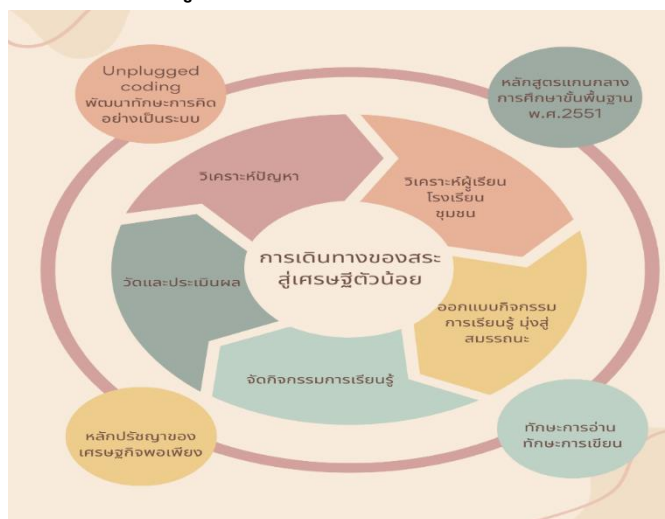 Unplugged
coding
พัฒนาทักษะการคิด
อย่างเป็นระบบ
หลักสูตรแกนกลาง
การศึกษาขั้นพื้นฐาน
พ.ศ.2551
วิเคราะห์ปัญหา
วิเคราะห์ผู้เรียน
โรงเรียน
ชุมชน
การเดินทางของสระ
สู่เศรษฐีตัวน้อย
วัดและประเมินผล
ออกแบบกิจกรรม
การเรียนรู้ มุ่งสู่
สมรรถนะ
จัดกิจกรรมการเรียนรู้
หลักปรัชญาของ
เศรษฐกิจพอเพียง
ทักษะการอ่าน
ทักษะการเขียน